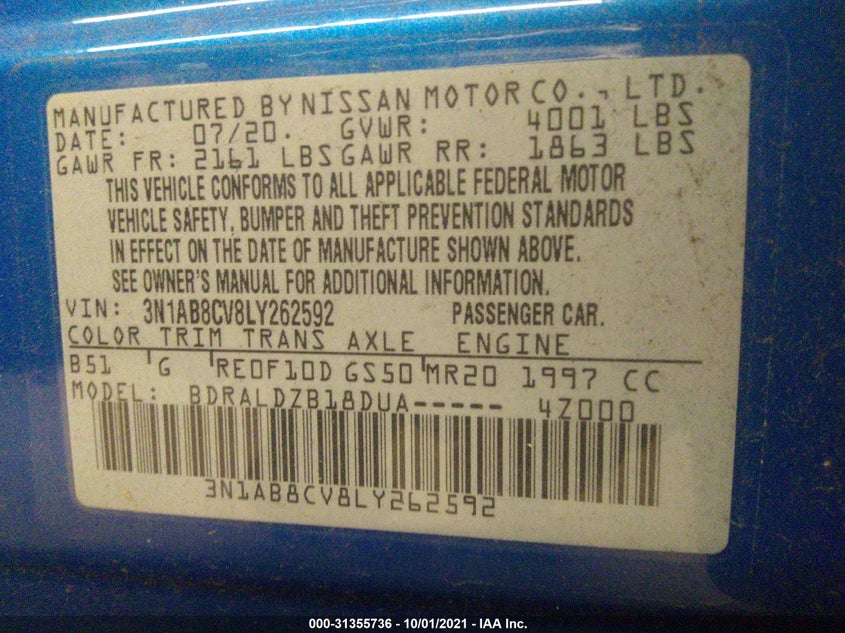 MANUFACTURED BY NISSAN MOTOR CO., LTD.
DATE: 07/20. GVWR: 4001 LBS
GAWR FR: 2161 LBS GAWR RR: 1863 LBS
THIS VEHICLE CONFORMS TO ALL APPLICABLE FEDERAL MOTOR
VEHICLE SAFETY, BUMPER AND THEFT PREVENTION STANDARDS
IN EFFECT ON THE DATE OF MANUFACTURE SHOWN ABOVE.
SEE OWNER'S MANUAL FOR ADDITIONAL INFORMATION.
VIN: 3N1AB8CV8LY262592 PASSENGER CAR.
COLOR TRIM TRANS AXLE ENGINE
B51 G RE0F10D GS50 MR20 1997 CC
MODEL: BDRALDZB18DUA----- 4Z000
3N1AB8CV8LY262592
000-31355736 - 10/01/2021 - IAA Inc.